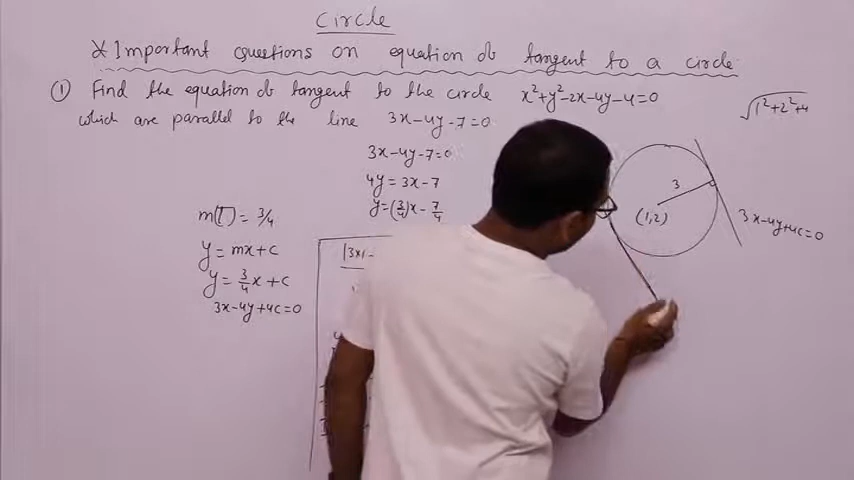 Circle
* Important questions on equation of tangent to a circle
① Find the equation of tangent to the circle x²+y²-2x-4y-4=0
which are parallel to the line 3x-4y-7=0
√1²+2²+4
3x-4y-7=0
4y = 3x-7
y=(3/4)x - 7/4
m(T) = 3/4
y = mx+c
y = 3/4 x + c
3x-4y+4c=0
|3x1-
3
(1,2)
3x-4y+4c=0